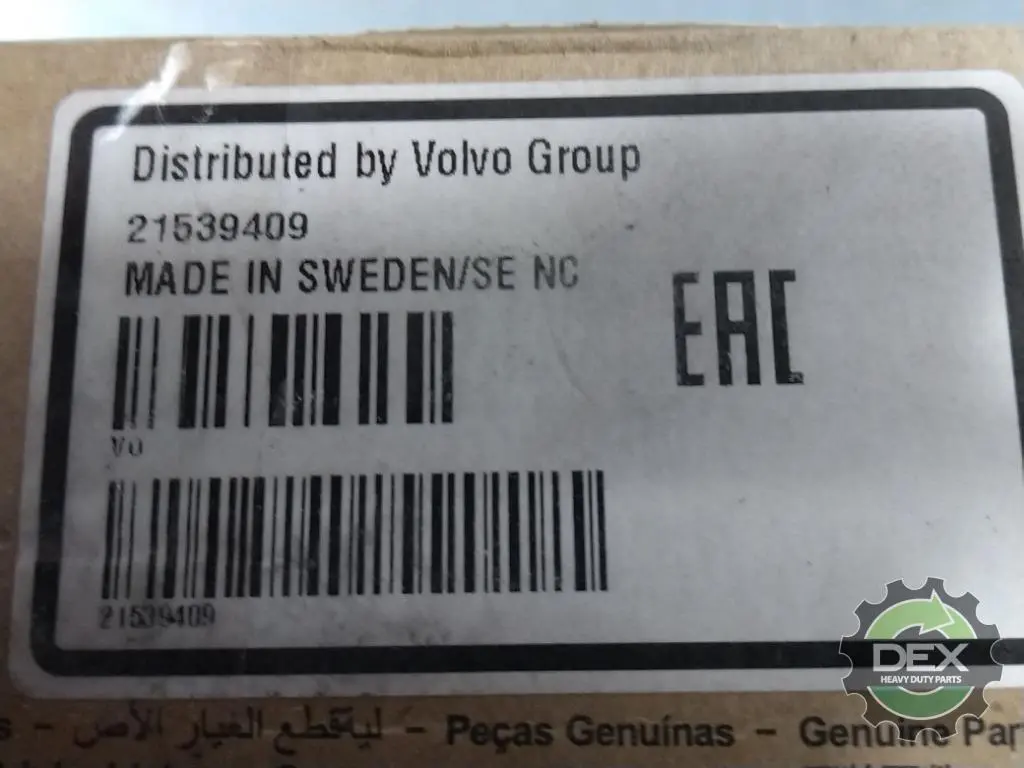 Distributed by Volvo Group
21539409
MADE IN SWEDEN/SE NC
EAC
Vo
21539409
Peças Genuínas – Genuine Par
DEX
HEAVY DUTY PARTS